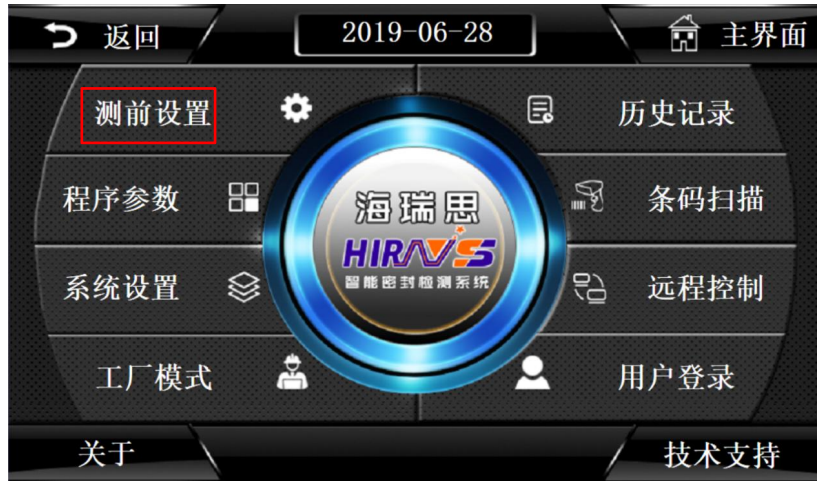 返回
2019-06-28
主界面
测前设置
历史记录
程序参数
条码扫描
海瑞思
HIRAYS
智能密封检测系统
系统设置
远程控制
工厂模式
用户登录
关于
技术支持